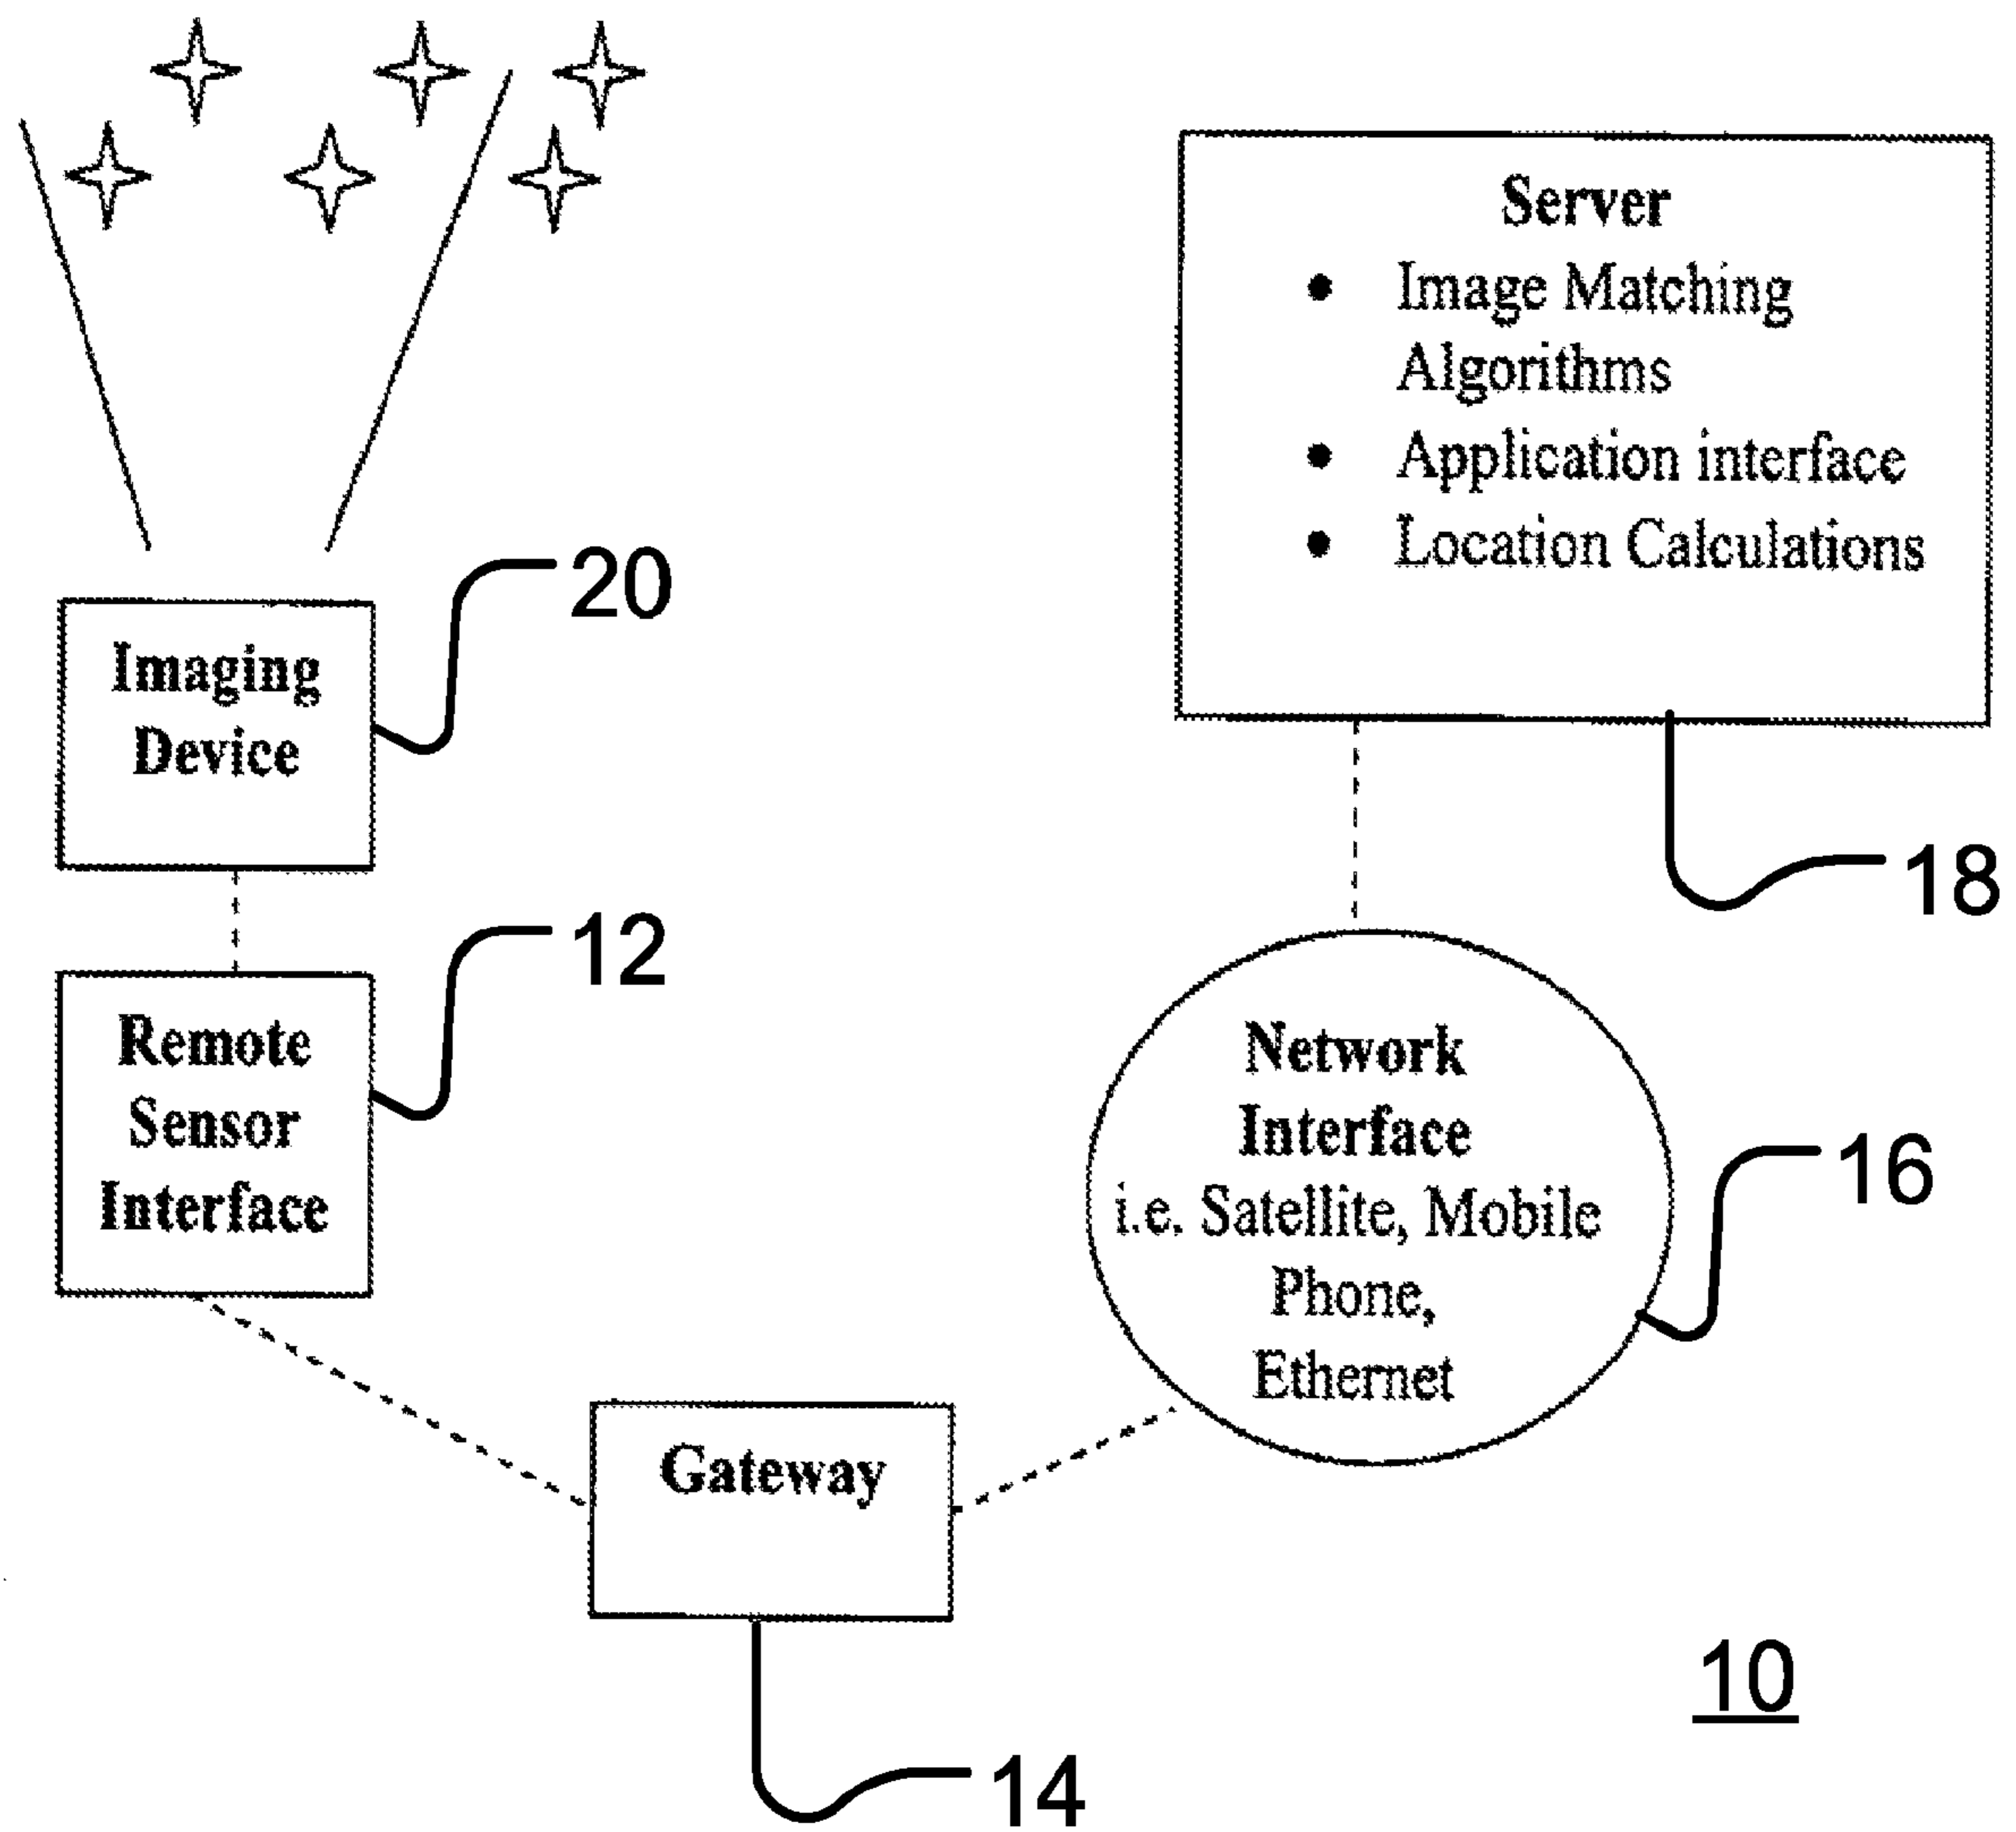 Server
• Image Matching
Algorithms
• Application interface
• Location Calculations
20
Imaging
Device
18
12
Remote
Sensor
Interface
Network
Interface
i.e. Satellite, Mobile
Phone,
Ethernet
16
Gateway
10
14